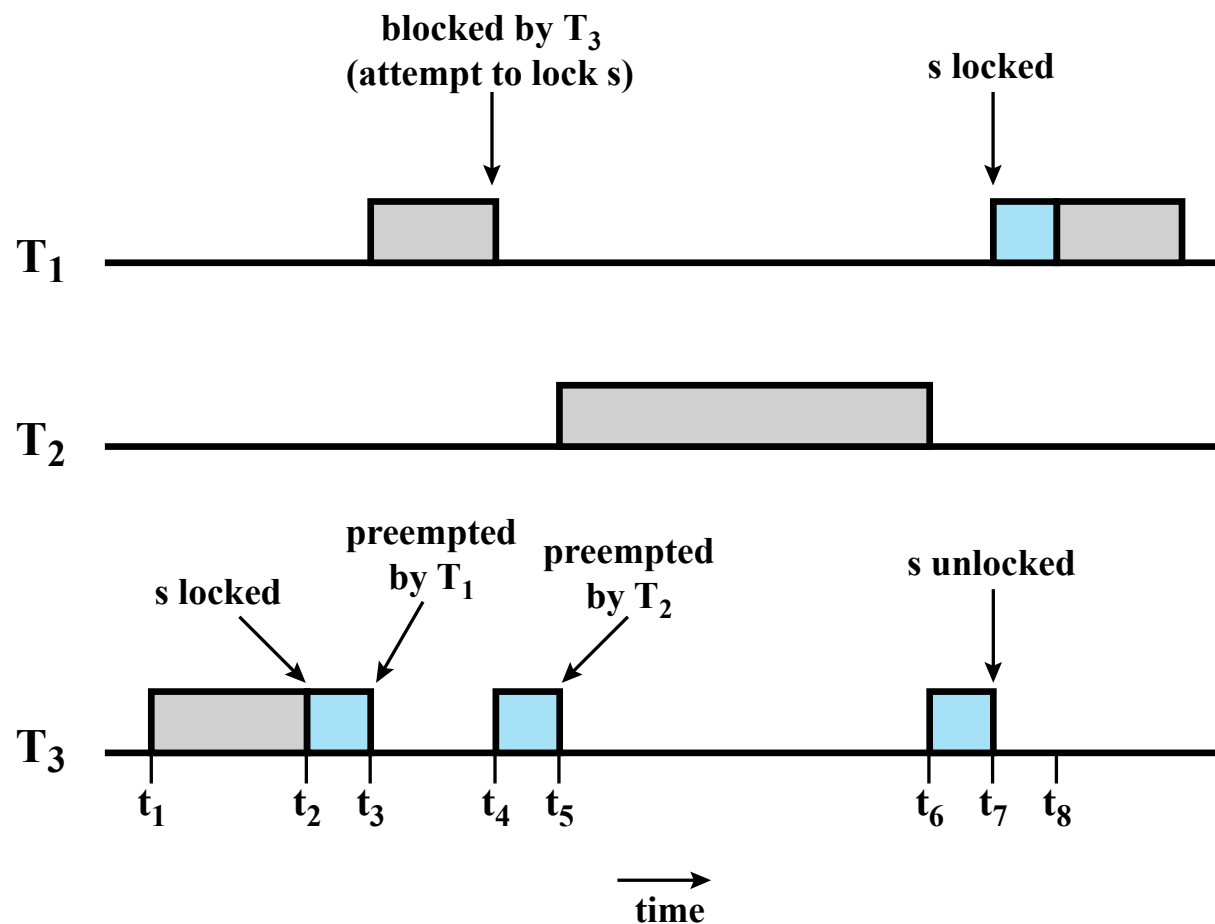 blocked by T3
(attempt to lock s)
s locked
T1
T2
preempted
by T1
preempted
by T2
s locked
s unlocked
T3
t1 t2 t3 t4 t5 t6 t7 t8
time